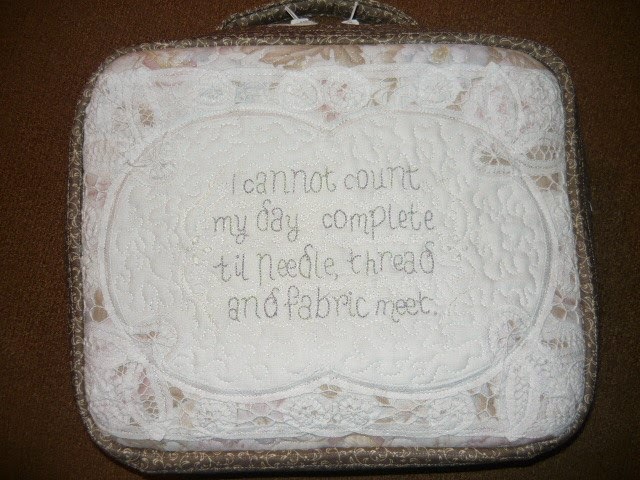 I cannot count
my day complete
'til needle, thread
and fabric meet.